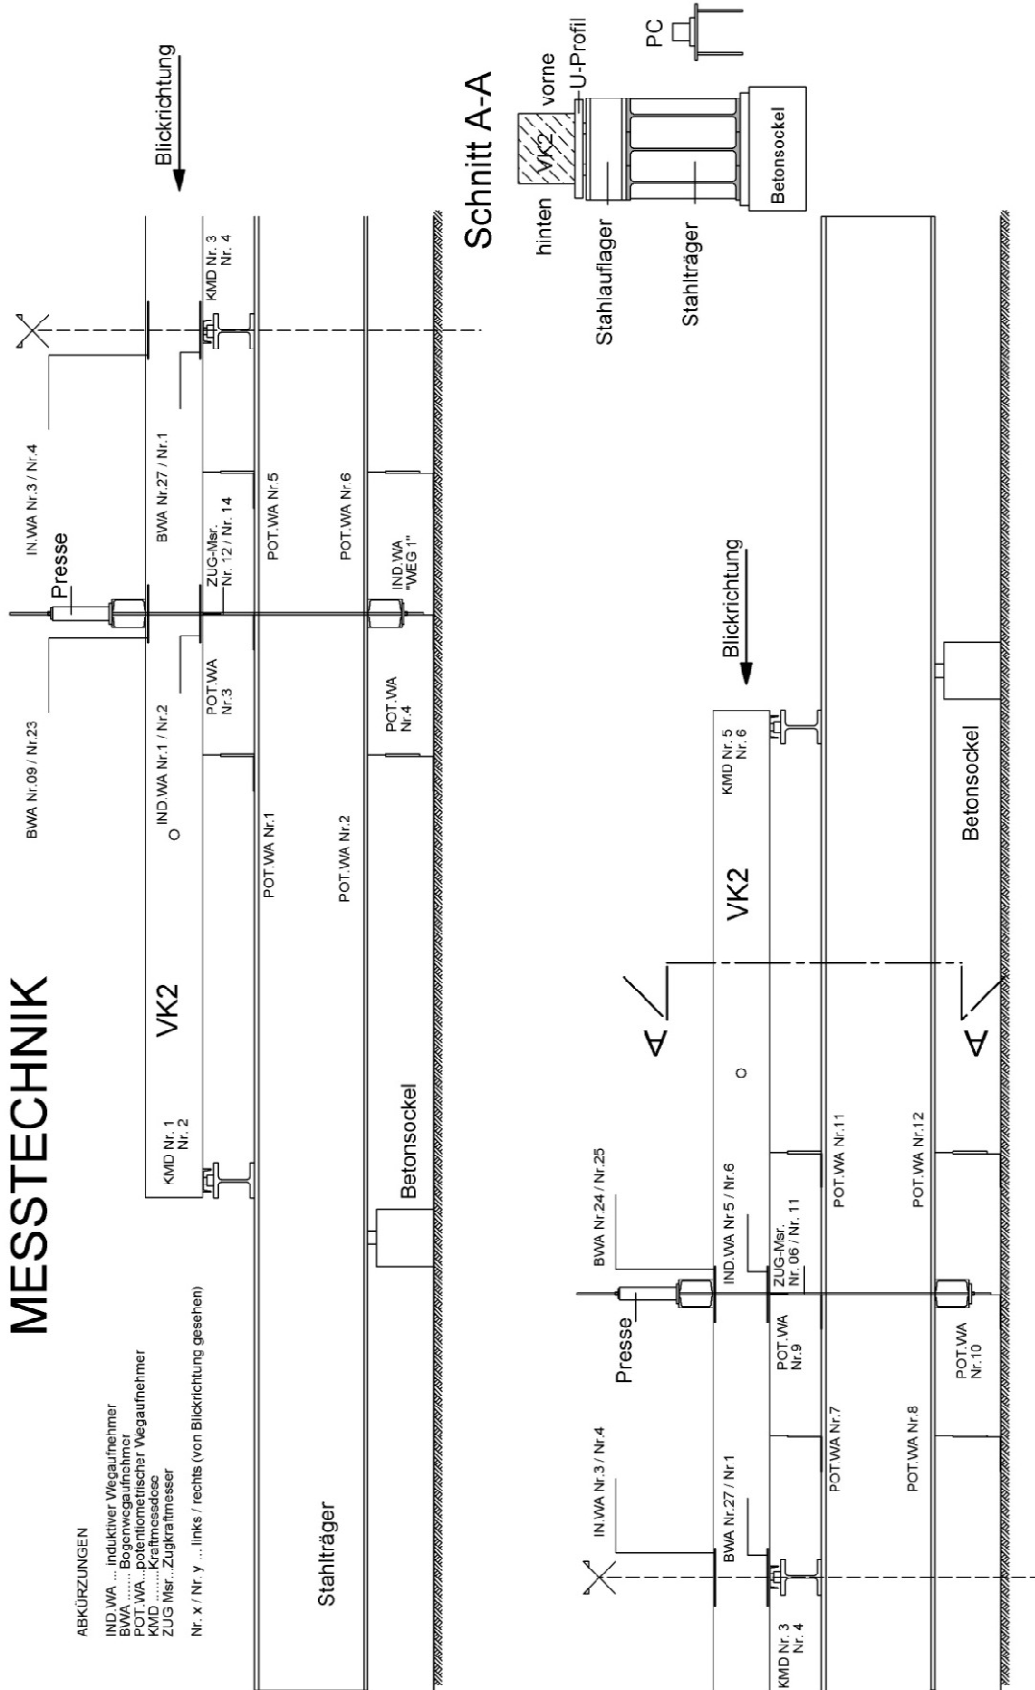 MESSTECHNIK
ABKÜRZUNGEN
IND.WA ... induktiver Wegaufnehmer
BWA ........ Bogenwegaufnehmer
POT.WA ...potentiometrischer Wegaufnehmer
KMD ........Kraftmessdose
ZUG Msr...Zugkraftmesser
Nr. x / Nr. y ... links / rechts (von Blickrichtung gesehen)
BWA Nr.09 / Nr.23
Presse
IN.WA Nr.3 / Nr.4
Blickrichtung
VK2
IND.WA Nr.1 / Nr.2
BWA Nr.27 / Nr.1
KMD Nr. 1
Nr. 2
POT.WA
Nr.3
ZUG-Msr.
Nr. 12 / Nr. 14
KMD Nr. 3
Nr. 4
POT.WA Nr.1
POT.WA Nr.5
Stahlträger
POT.WA Nr.2
POT.WA Nr.6
Betonsockel
POT.WA
Nr.4
IND.WA
"WEG 1"
Schnitt A-A
hinten
VK2
vorne
U-Profil
Stahlauflager
Stahlträger
PC
Betonsockel
IN.WA Nr.3 / Nr.4
Presse
BWA Nr.24 / Nr.25
A
Blickrichtung
BWA Nr.27 / Nr.1
IND.WA Nr 5 / Nr.6
VK2
KMD Nr. 5
Nr. 6
KMD Nr. 3
Nr. 4
POT.WA
Nr.9
ZUG-Msr.
Nr. 06 / Nr. 11
POT.WA Nr.7
POT.WA Nr.11
POT.WA Nr.8
POT.WA Nr.12
POT.WA
Nr.10
A
Betonsockel